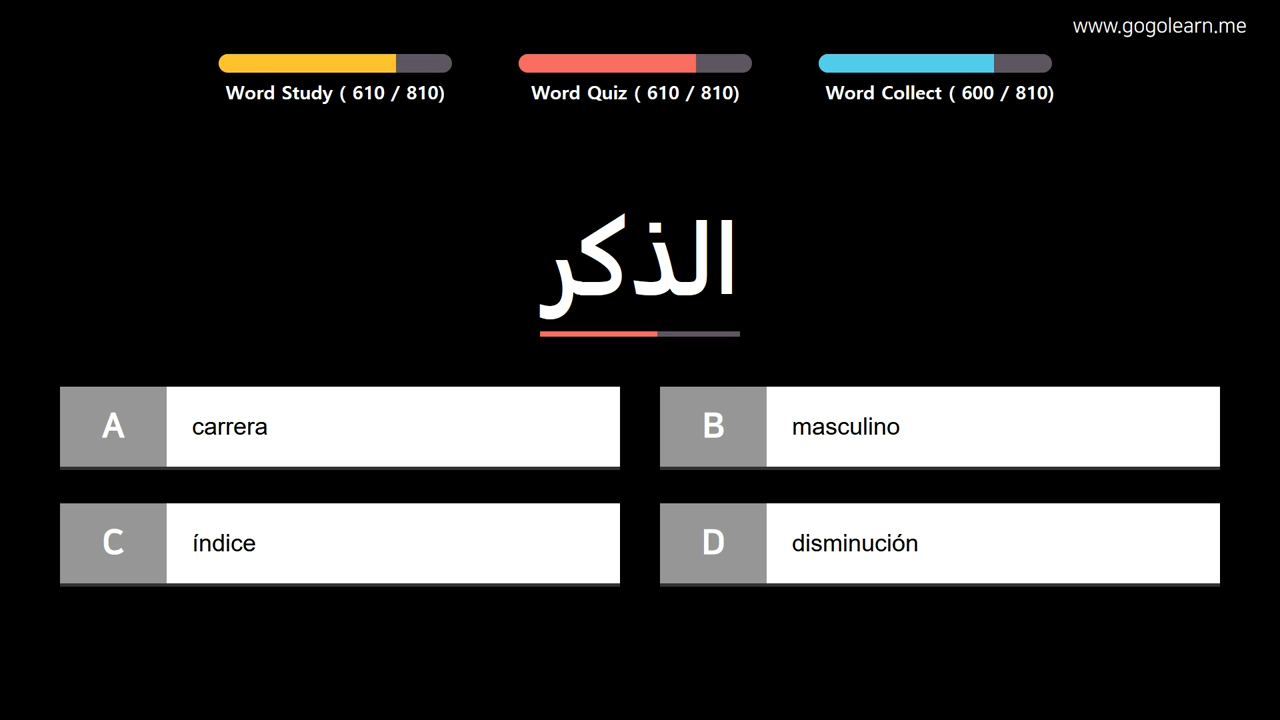 www.gogolearn.me
Word Study ( 610 / 810)
Word Quiz ( 610 / 810)
Word Collect ( 600 / 810)
الذكر
A carrera
B masculino
C índice
D disminución